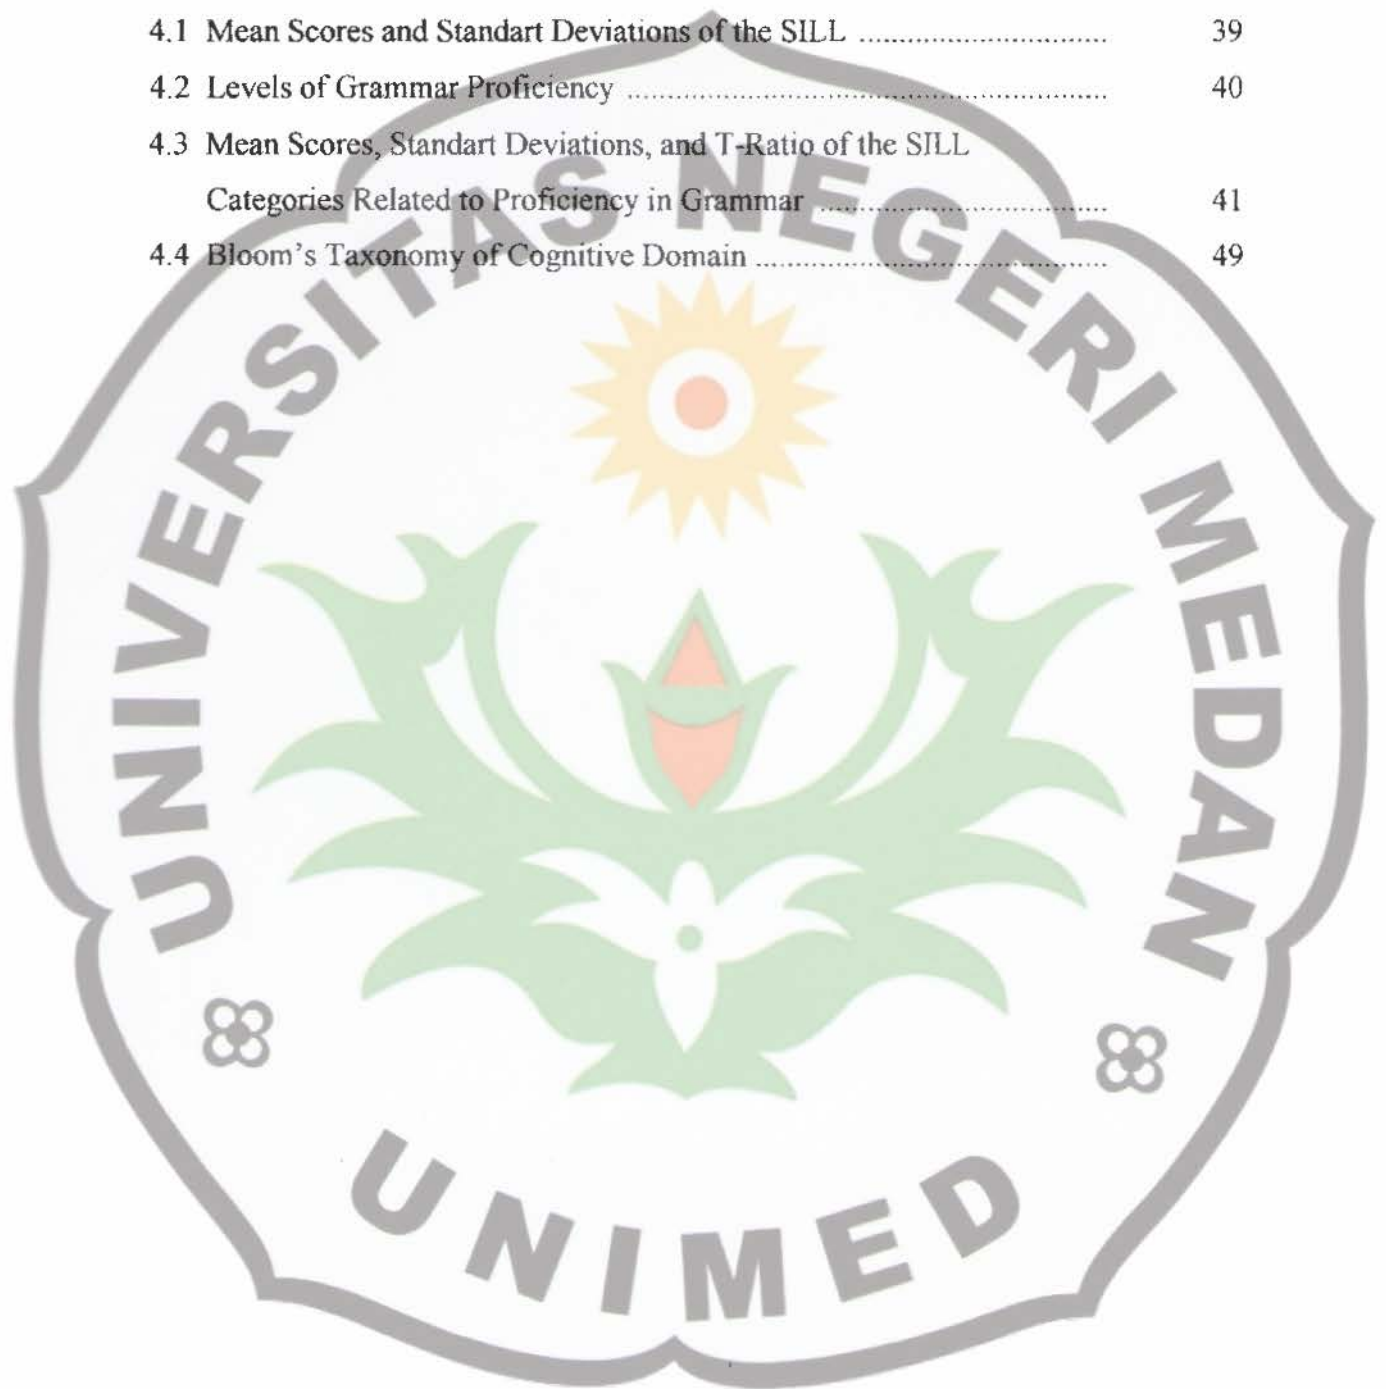 4.1 Mean Scores and Standart Deviations of the SILL ............................. 39
4.2 Levels of Grammar Proficiency ......................................................... 40
4.3 Mean Scores, Standart Deviations, and T-Ratio of the SILL
Categories Related to Proficiency in Grammar .................................. 41
4.4 Bloom's Taxonomy of Cognitive Domain .......................................... 49
UNIVERSITAS NEGERI MEDAN
UNIMED